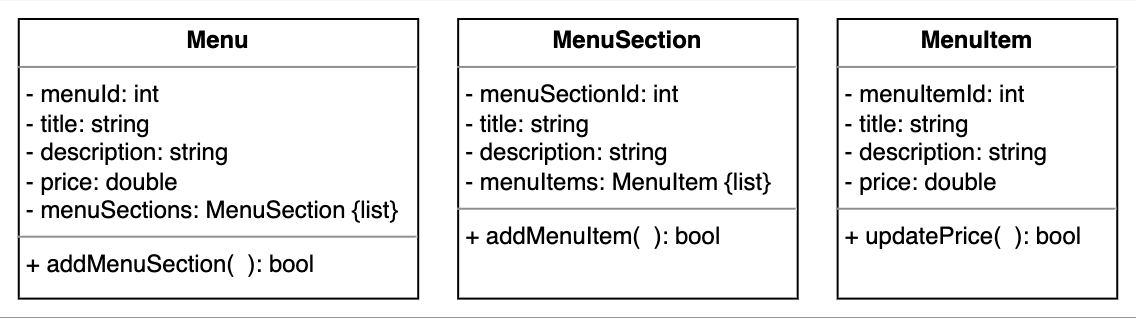 Menu
- menuId: int
- title: string
- description: string
- price: double
- menuSections: MenuSection {list}
+ addMenuSection(  ): bool
MenuSection
- menuSectionId: int
- title: string
- description: string
- menuItems: MenuItem {list}
+ addMenuItem(  ): bool
MenuItem
- menuItemId: int
- title: string
- description: string
- price: double
+ updatePrice(  ): bool